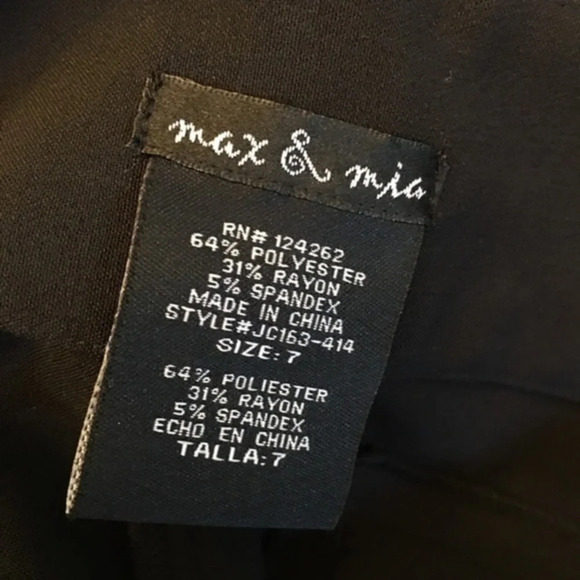 max & mia
RN# 124262
64% POLYESTER
31% RAYON
5% SPANDEX
MADE IN CHINA
STYLE#JC163-414
SIZE: 7
64% POLIESTER
31% RAYON
5% SPANDEX
ECHO EN CHINA
TALLA: 7